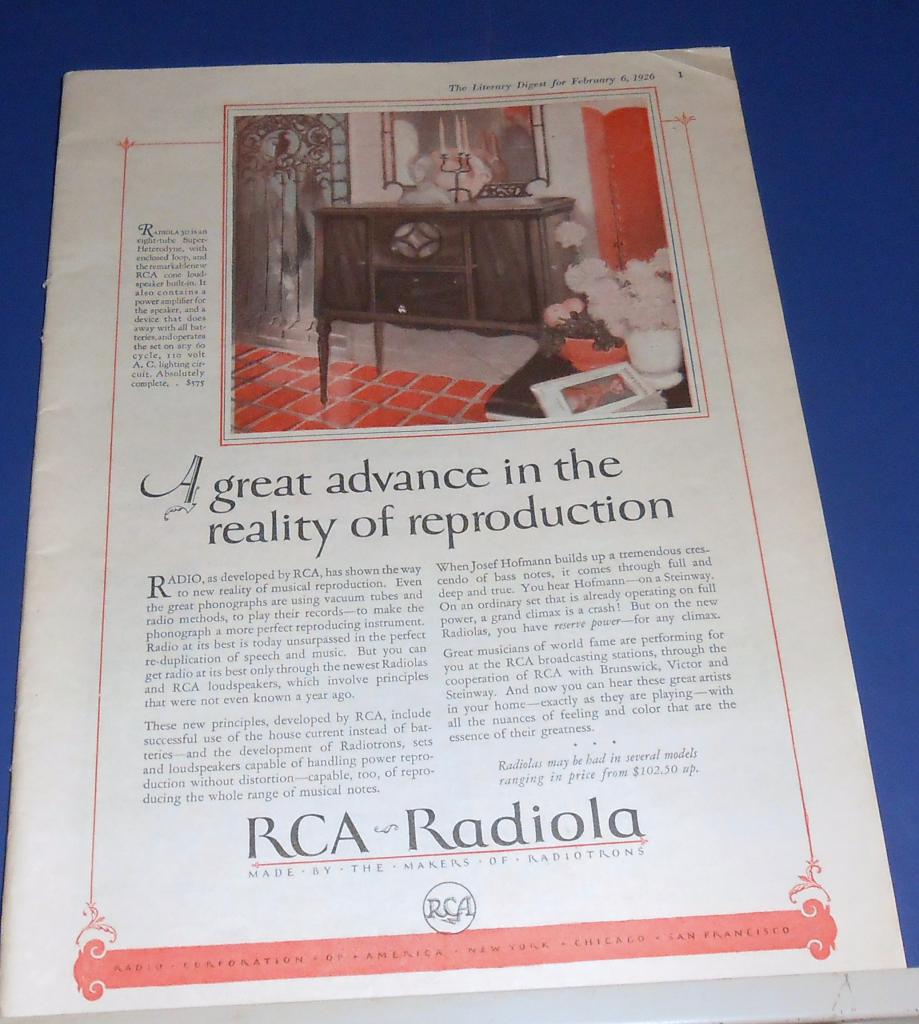 The Literary Digest for February 6, 1926 1
RADIOLA 30 is an
eight-tube Super-
Heterodyne, with
enclosed loop, and
the remarkable new
RCA cone loud-
speaker built-in. It
also contains a
power amplifier for
the speaker, and a
device that does
away with all bat-
teries, and operates
the set on any 60
cycle, 110 volt
A. C. lighting cir-
cuit. Absolutely
complete, . $575
A great advance in the
reality of reproduction
RADIO, as developed by RCA, has shown the way
to new reality of musical reproduction. Even
the great phonographs are using vacuum tubes and
radio methods, to play their records—to make the
phonograph a more perfect reproducing instrument.
Radio at its best is today unsurpassed in the perfect
re-duplication of speech and music. But you can
get radio at its best only through the newest Radiolas
and RCA loudspeakers, which involve principles
that were not even known a year ago.
These new principles, developed by RCA, include
successful use of the house current instead of bat-
teries—and the development of Radiotrons, sets
and loudspeakers capable of handling power repro-
duction without distortion—capable, too, of repro-
ducing the whole range of musical notes.
When Josef Hofmann builds up a tremendous cres-
cendo of bass notes, it comes through full and
deep and true. You hear Hofmann—on a Steinway.
On an ordinary set that is already operating on full
power, a grand climax is a crash! But on the new
Radiolas, you have reserve power—for any climax.
Great musicians of world fame are performing for
you at the RCA broadcasting stations, through the
cooperation of RCA with Brunswick, Victor and
Steinway. And now you can hear these great artists
in your home—exactly as they are playing—with
all the nuances of feeling and color that are the
essence of their greatness.
Radiolas may be had in several models
ranging in price from $102.50 up.
RCA Radiola
MADE · BY · THE · MAKERS · OF · RADIOTRONS
RCA
RADIO · CORPORATION · OF · AMERICA · NEW YORK · CHICAGO · SAN FRANCISCO